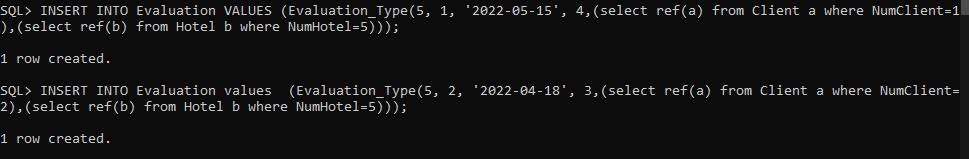 SQL> INSERT INTO Evaluation VALUES (Evaluation_Type(5, 1, '2022-05-15', 4,(select ref(a) from Client a where NumClient=1
),(select ref(b) from Hotel b where NumHotel=5)));
1 row created.
SQL> INSERT INTO Evaluation values  (Evaluation_Type(5, 2, '2022-04-18', 3,(select ref(a) from Client a where NumClient=
2),(select ref(b) from Hotel b where NumHotel=5)));
1 row created.